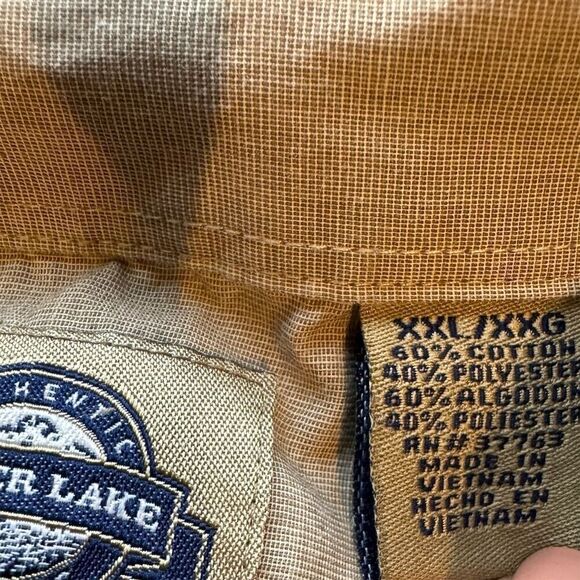 HENTIC
ER LAKE
XXL/XXG
60% COTTON
40% POLYESTER
60% ALGODON
40% POLIESTER
RN# 37763
MADE IN
VIETNAM
HECHO EN
VIETNAM